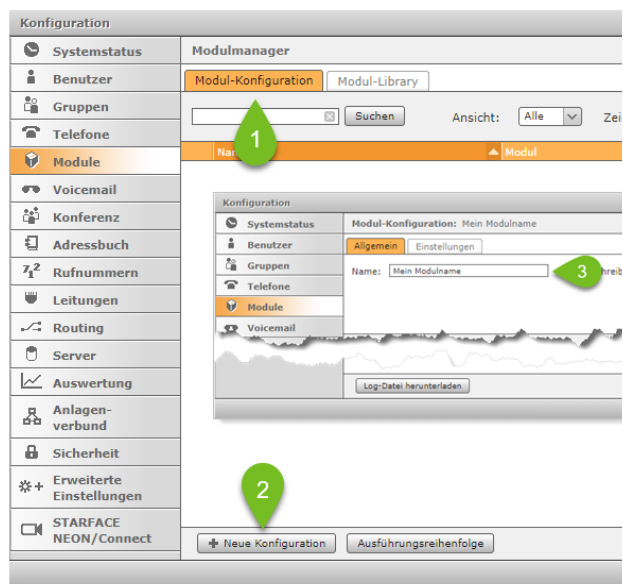 Konfiguration
Systemstatus
Benutzer
Gruppen
Telefone
Module
Voicemail
Konferenz
Adressbuch
Rufnummern
Leitungen
Routing
Server
Auswertung
Anlagen-
verbund
Sicherheit
Erweiterte
Einstellungen
STARFACE
NEON/Connect
Modulmanager
Modul-Konfiguration Modul-Library
Suchen Ansicht: Alle Zei
1
Modul
Konfiguration
Systemstatus
Benutzer
Gruppen
Telefone
Module
Voicemail
Modul-Konfiguration: Mein Modulname
Allgemein Einstellungen
Name: Mein Modulname 3 hreib
Log-Datei herunterladen
2
+ Neue Konfiguration Ausführungsreihenfolge